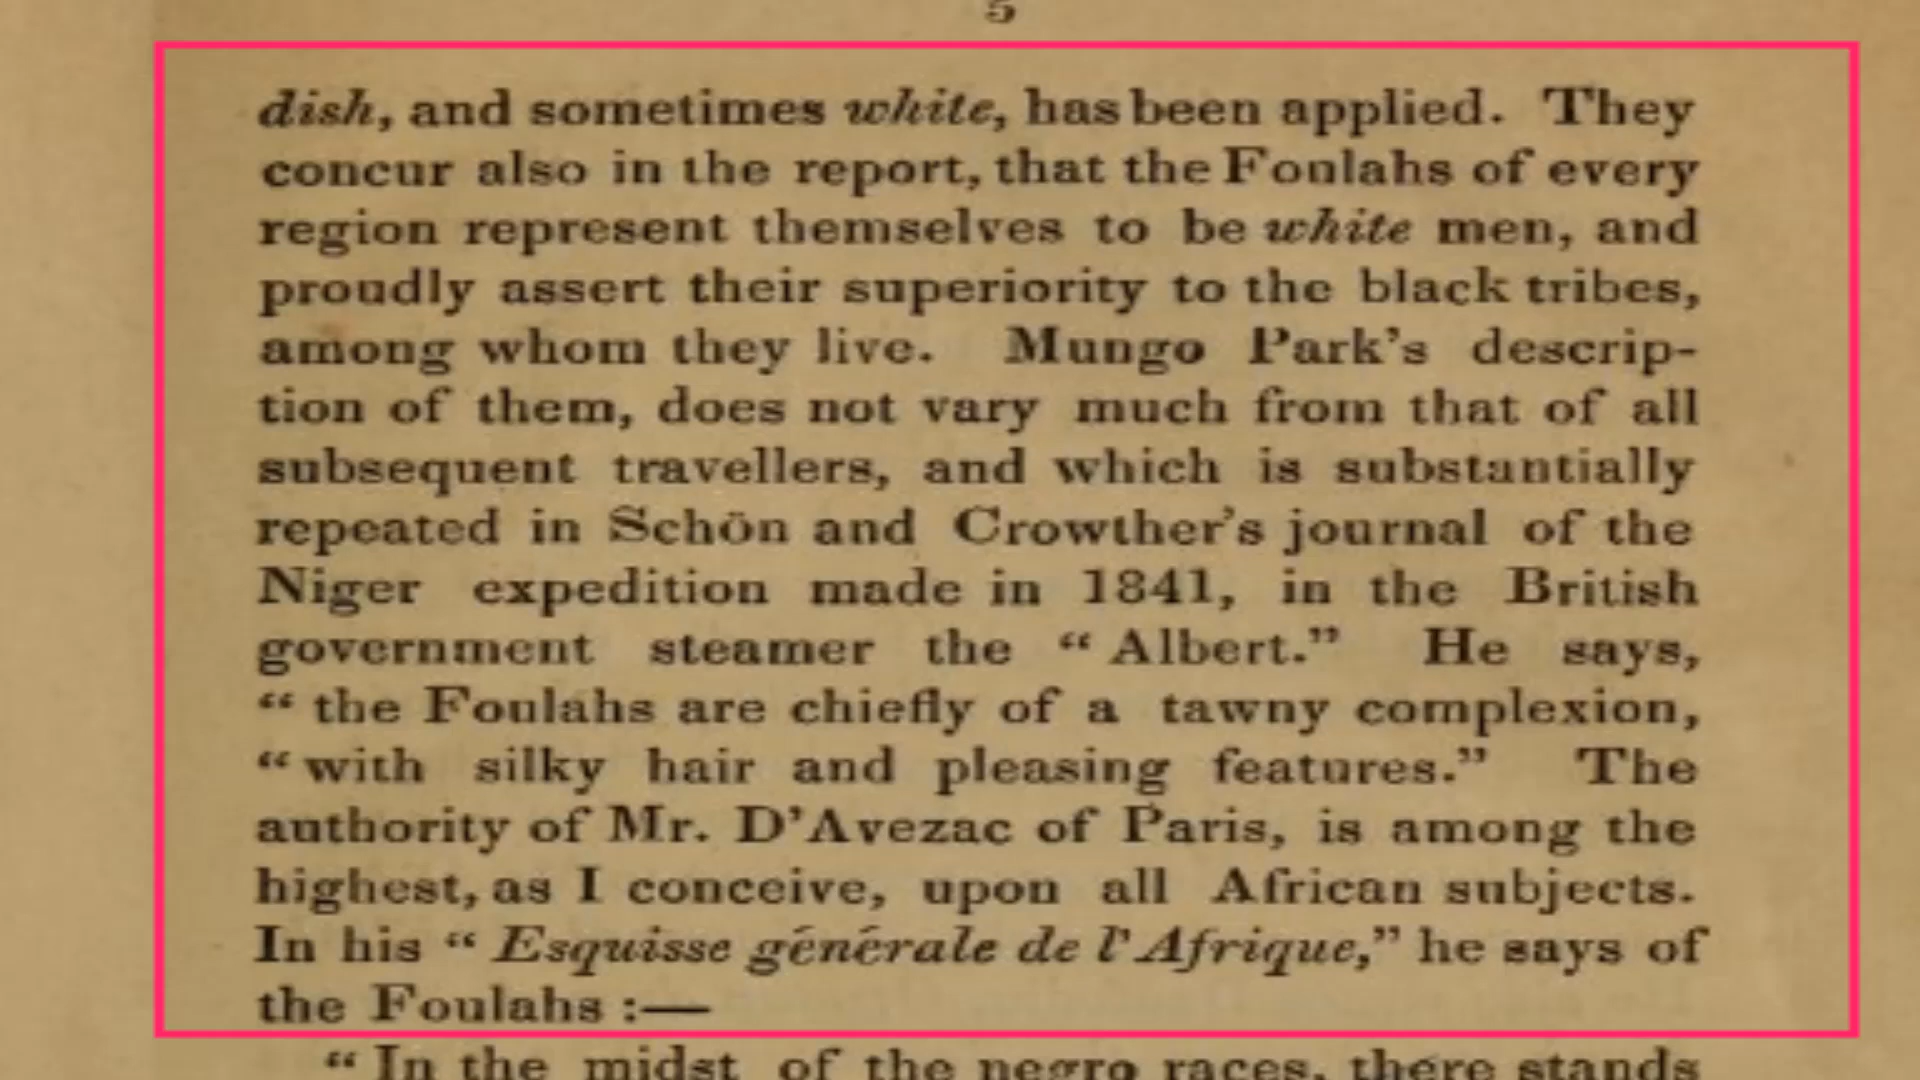 5
dish, and sometimes white, has been applied. They
concur also in the report, that the Foulahs of every
region represent themselves to be white men, and
proudly assert their superiority to the black tribes,
among whom they live. Mungo Park's descrip-
tion of them, does not vary much from that of all
subsequent travellers, and which is substantially
repeated in Schön and Crowther's journal of the
Niger expedition made in 1841, in the British
government steamer the “ Albert.” He says,
“ the Foulahs are chiefly of a tawny complexion,
“ with silky hair and pleasing features.” The
authority of Mr. D'Avezac of Paris, is among the
highest, as I conceive, upon all African subjects.
In his “ Esquisse générale de l'Afrique,” he says of
the Foulahs :—
“ In the midst of the negro races, there stands